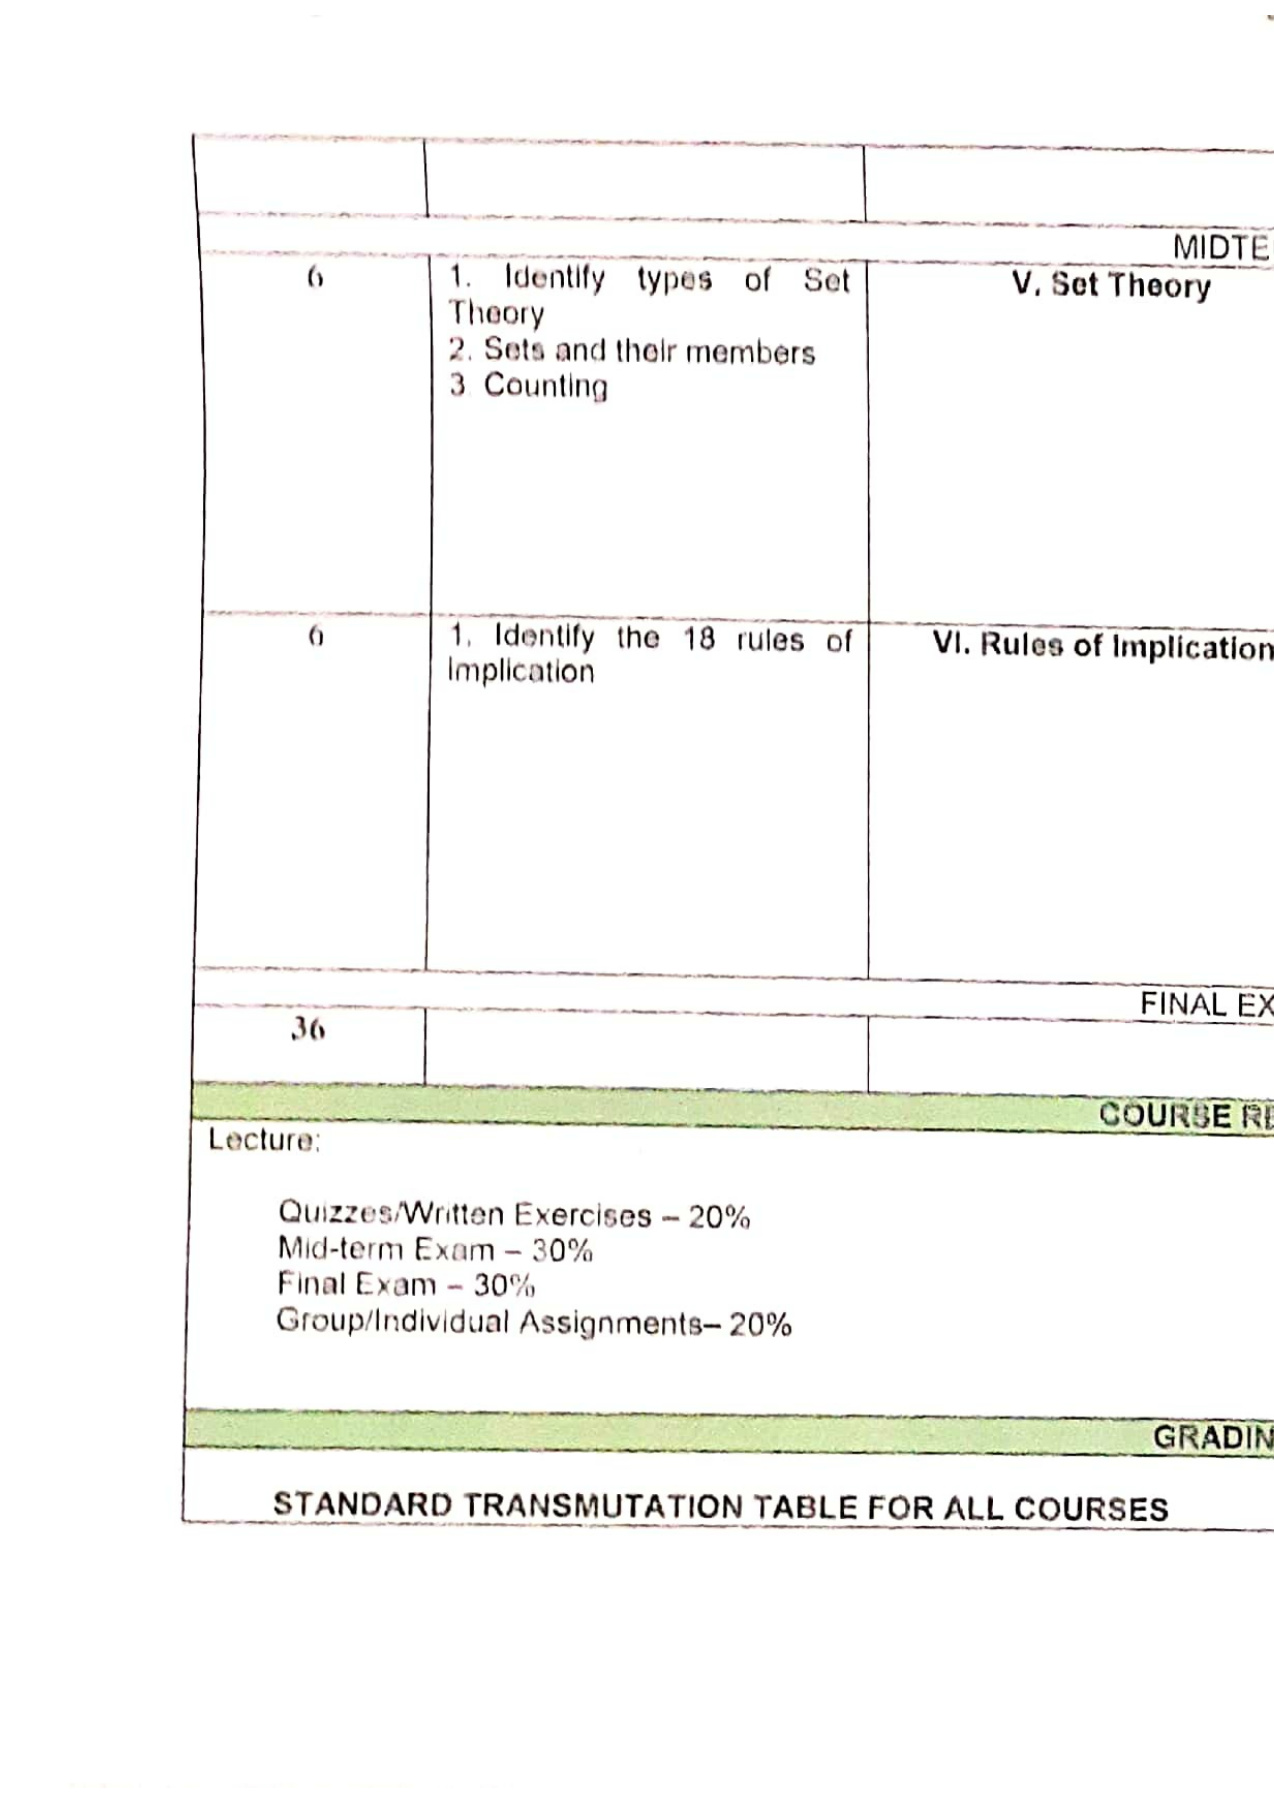 MIDTE
6
1. Identify types of Set
Theory
2. Sets and their members
3. Counting
V. Set Theory
6
1. Identify the 18 rules of
Implication
VI. Rules of Implication
FINAL EX
36
COURSE RE
Lecture:
Quizzes/Written Exercises – 20%
Mid-term Exam – 30%
Final Exam – 30%
Group/Individual Assignments– 20%
GRADIN
STANDARD TRANSMUTATION TABLE FOR ALL COURSES